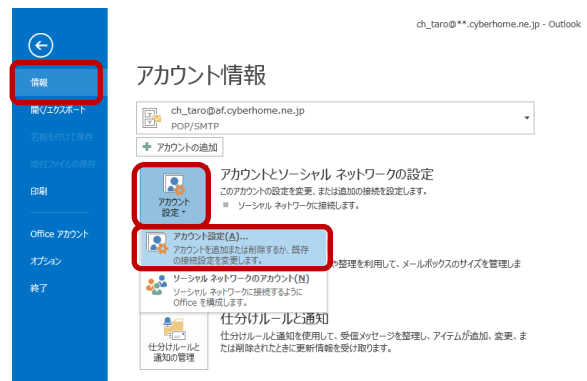 ch_taro@**.cyberhome.ne.jp - Outlook
情報
開く/エクスポート
名前を付けて保存
添付ファイルの保存
印刷
Office アカウント
オプション
終了
アカウント情報
ch_taro@af.cyberhome.ne.jp
POP/SMTP
アカウントの追加
アカウント
設定
アカウントとソーシャル ネットワークの設定
このアカウントの設定を変更、または追加の接続を設定します。
ソーシャル ネットワークに接続します。
アカウント設定(A)...
アカウントを追加または削除するか、既存
の接続設定を変更します。
や整理を利用して、メールボックスのサイズを管理しま
ソーシャル ネットワークのアカウント(N)
ソーシャル ネットワークに接続するように
Office を構成します。
仕分けルールと
通知の管理
仕分けルールと通知
仕分けルールと通知を使用して、受信メッセージを整理し、アイテムが追加、変更、ま
たは削除されたときに更新情報を受け取ります。